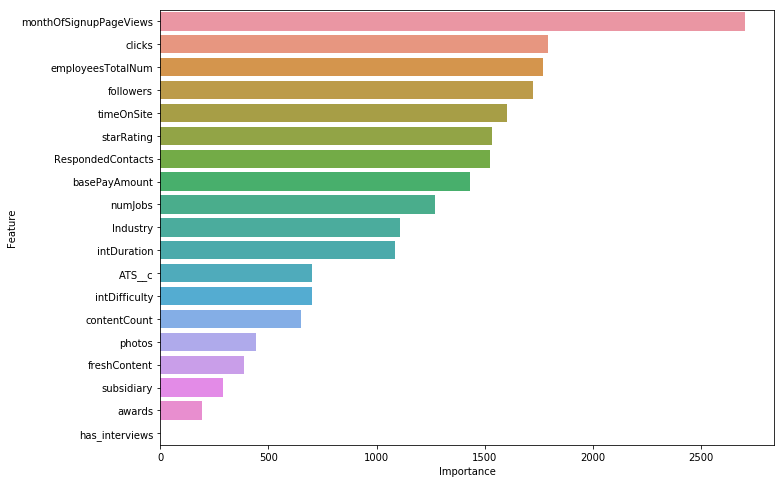 monthOfSignupPageViews
clicks
employeesTotalNum
followers
timeOnSite
starRating
RespondedContacts
basePayAmount
numJobs
Industry
intDuration
ATS__c
intDifficulty
contentCount
photos
freshContent
subsidiary
awards
has_interviews
Feature
0 500 1000 1500 2000 2500
Importance